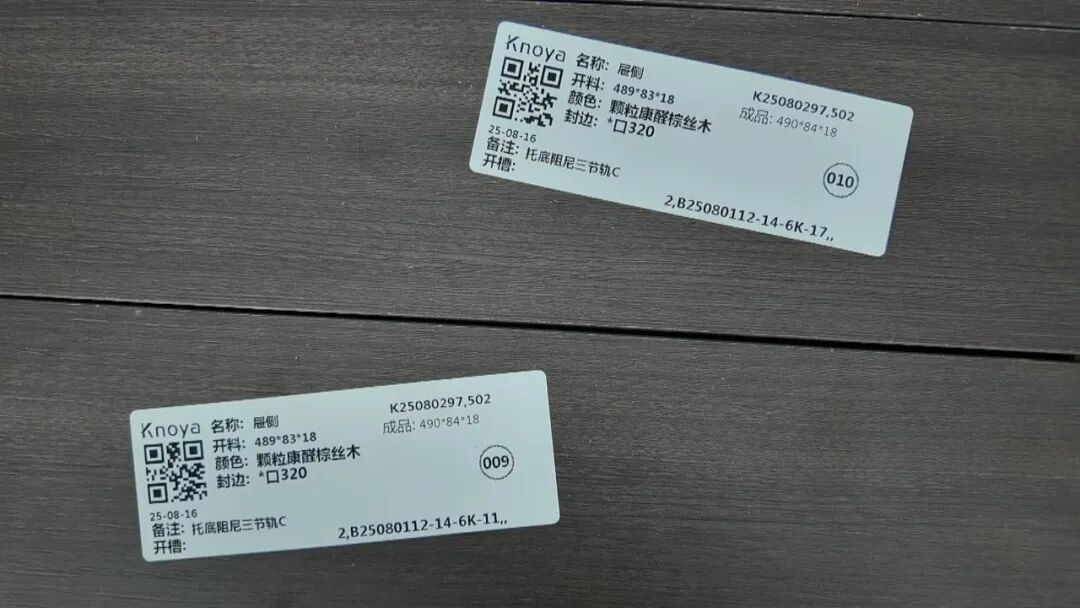 Knoya
名称: 屉侧
开料: 489*83*18
颜色: 颗粒康醛棕丝木
封边: *口320
K25080297,502
成品: 490*84*18
25-08-16
备注: 托底阻尼三节轨C
开槽:
010
2,B25080112-14-6K-17,,
Knoya
名称: 屉侧
开料: 489*83*18
颜色: 颗粒康醛棕丝木
封边: *口320
K25080297,502
成品: 490*84*18
009
25-08-16
备注: 托底阻尼三节轨C
开槽:
2,B25080112-14-6K-11,,